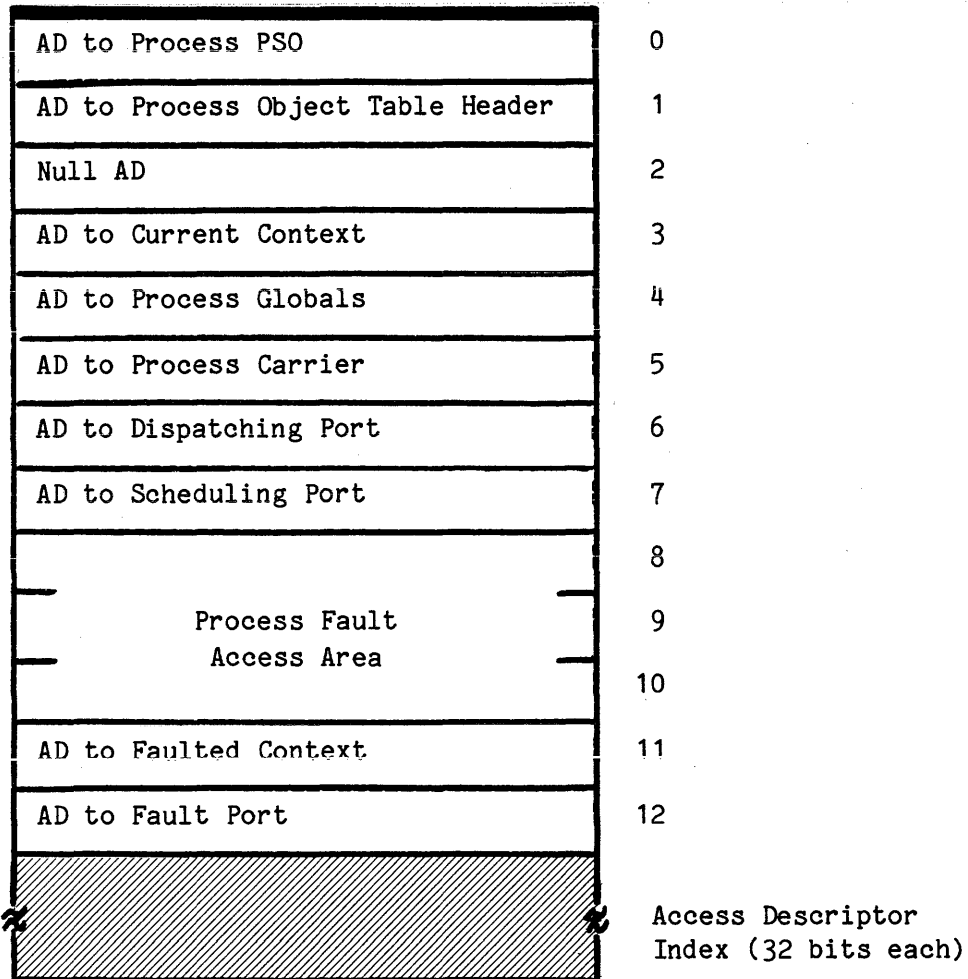 AD to Process PSO 0
AD to Process Object Table Header 1
Null AD 2
AD to Current Context 3
AD to Process Globals 4
AD to Process Carrier 5
AD to Dispatching Port 6
AD to Scheduling Port 7
8
Process Fault 9
Access Area
10
AD to Faulted Context 11
AD to Fault Port 12
Access Descriptor
Index (32 bits each)